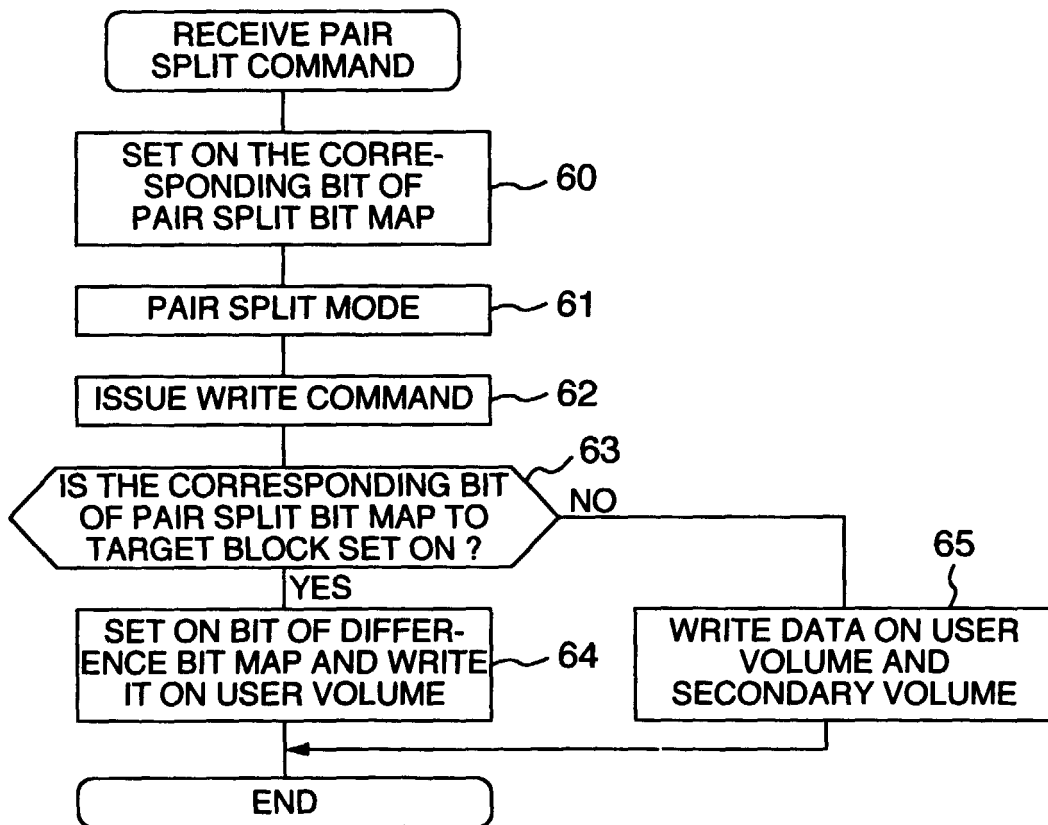 RECEIVE PAIR
SPLIT COMMAND
SET ON THE CORRE-
SPONDING BIT OF
PAIR SPLIT BIT MAP
60
PAIR SPLIT MODE
61
ISSUE WRITE COMMAND
62
63
IS THE CORRESPONDING BIT
OF PAIR SPLIT BIT MAP TO
TARGET BLOCK SET ON ?
NO
YES
SET ON BIT OF DIFFER-
ENCE BIT MAP AND WRITE
IT ON USER VOLUME
64
65
WRITE DATA ON USER
VOLUME AND
SECONDARY VOLUME
END